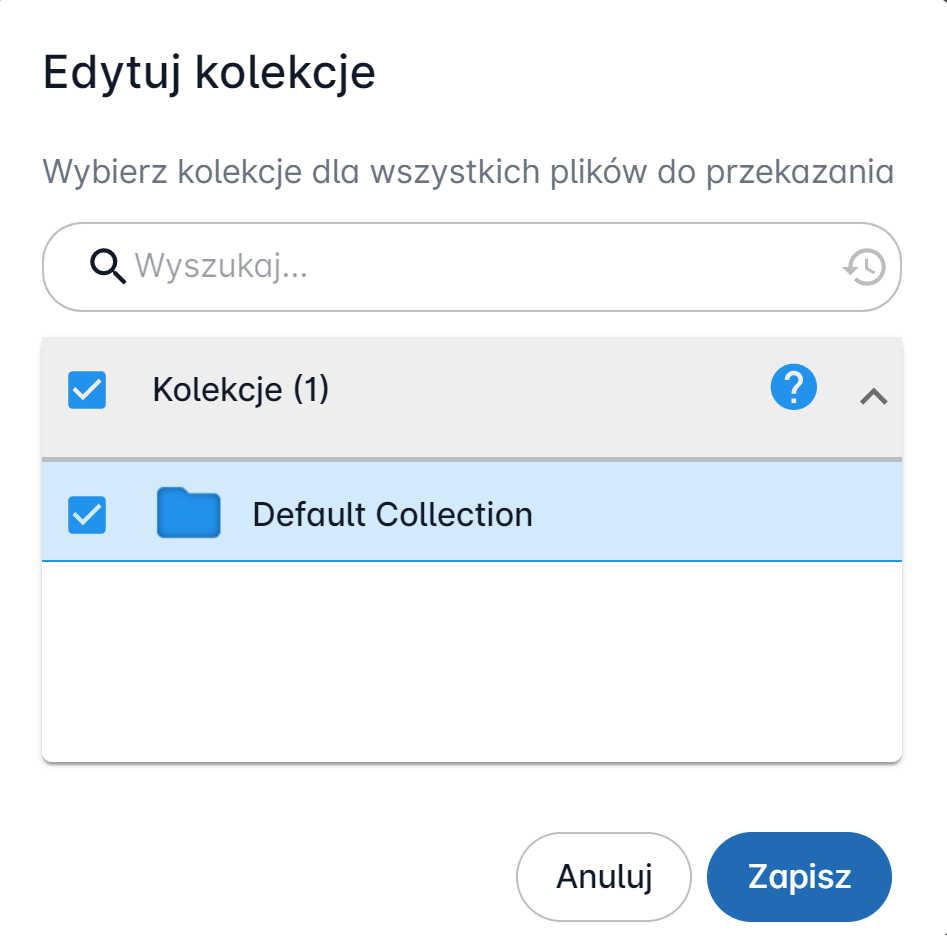 Edytuj kolekcje
Wybierz kolekcje dla wszystkich plików do przekazania
Wyszukaj...
Kolekcje (1)
?
Default Collection
Anuluj
Zapisz